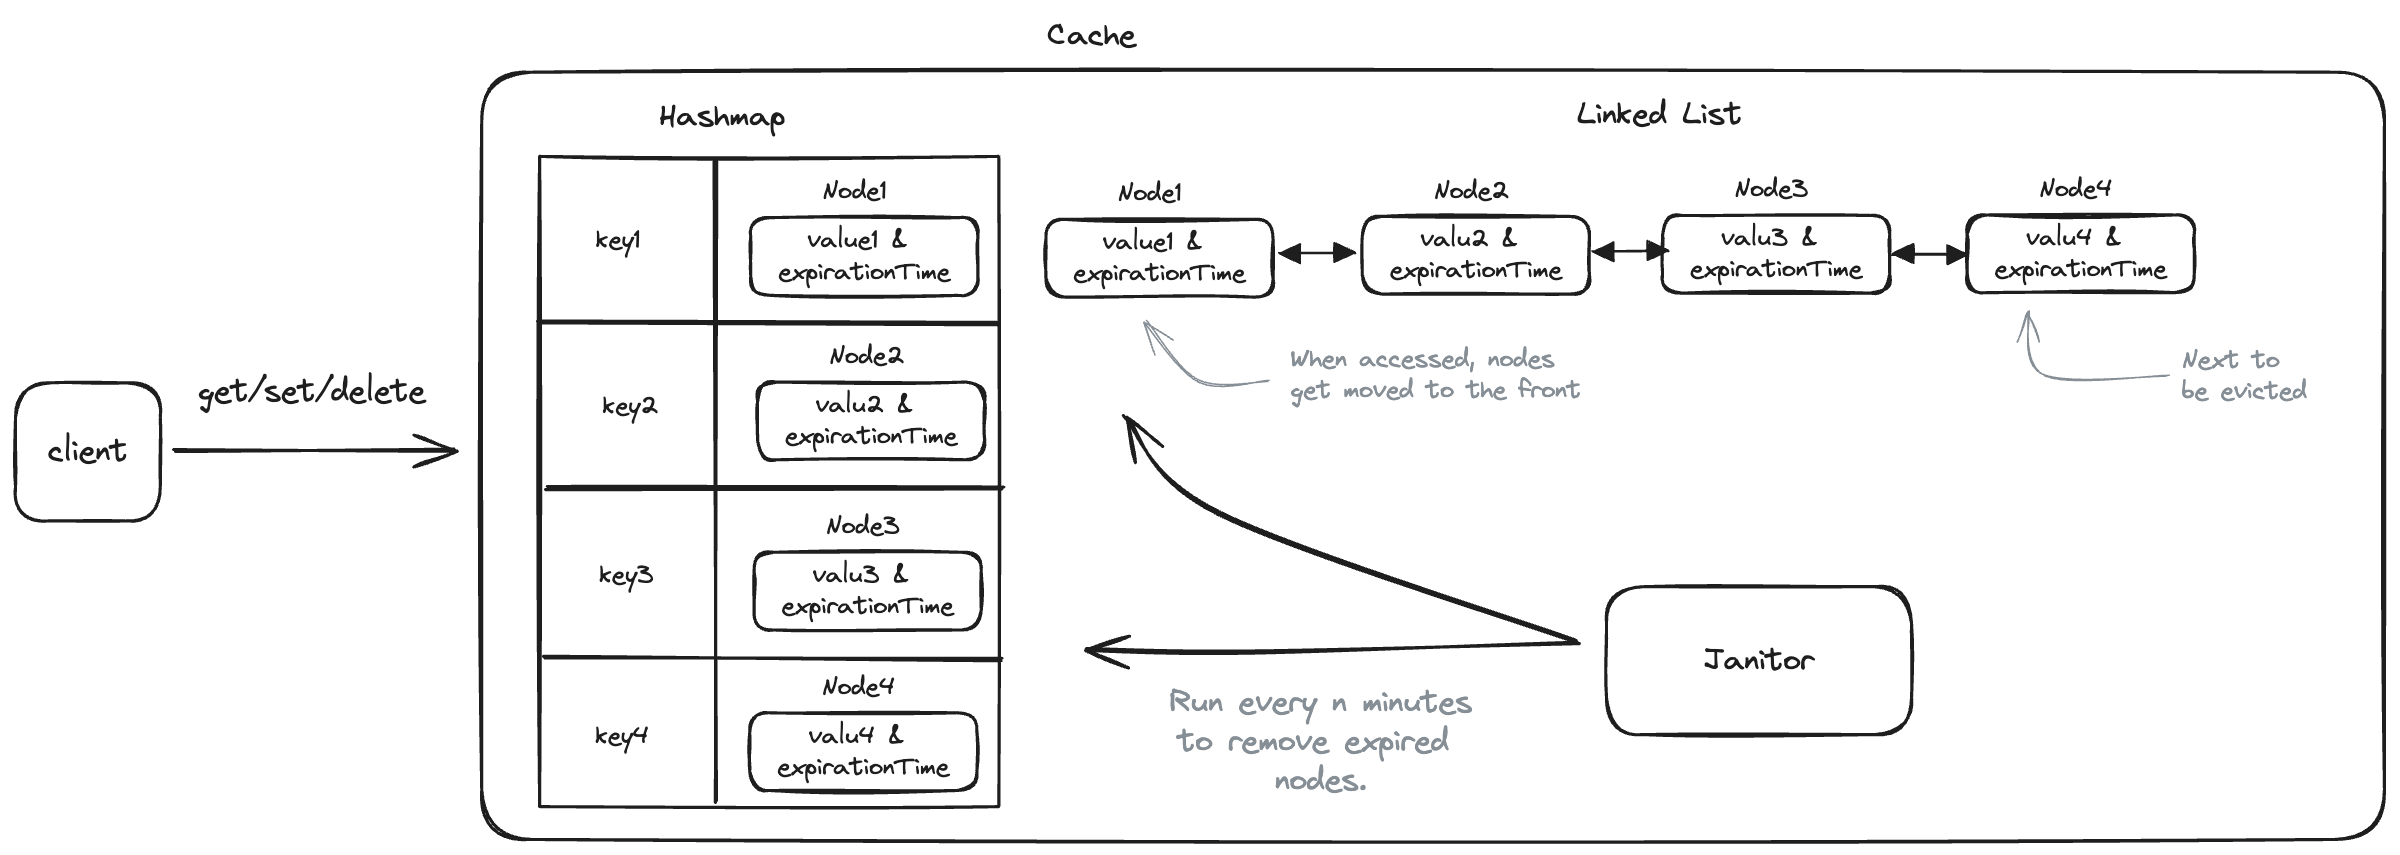 Cache
Hashmap
Linked List
client
get/set/delete
key1
Node1
value1 &
expirationTime
key2
Node2
valu2 &
expirationTime
key3
Node3
valu3 &
expirationTime
key4
Node4
valu4 &
expirationTime
Node1
value1 &
expirationTime
Node2
valu2 &
expirationTime
Node3
valu3 &
expirationTime
Node4
valu4 &
expirationTime
When accessed, nodes
get moved to the front
Next to
be evicted
Janitor
Run every n minutes
to remove expired
nodes.